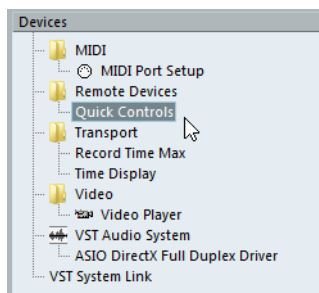 Devices
MIDI
MIDI Port Setup
Remote Devices
Quick Controls
Transport
Record Time Max
Time Display
Video
Video Player
VST Audio System
ASIO DirectX Full Duplex Driver
VST System Link